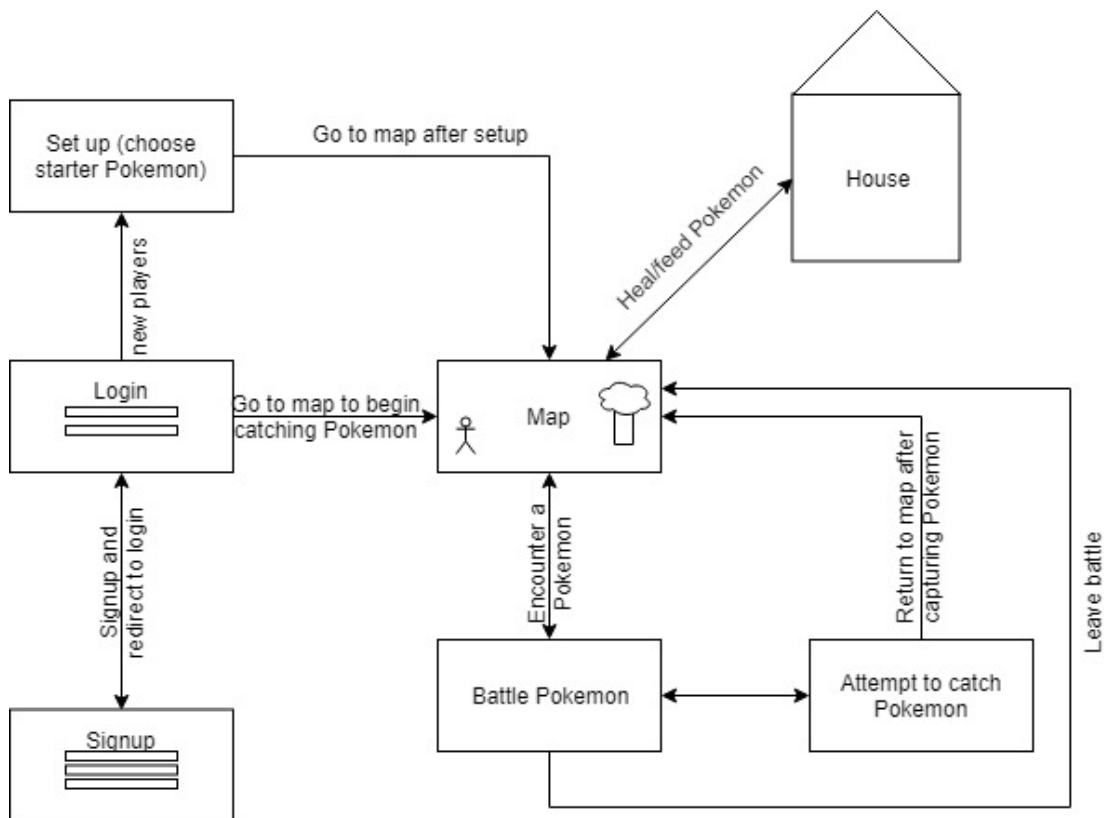 Set up (choose
starter Pokemon)
Go to map after setup
House
Heal/feed Pokemon
new players
Login
Go to map to begin
catching Pokemon
Map
Signup and
redirect to login
Encounter a
Pokemon
Return to map after
capturing Pokemon
Leave battle
Battle Pokemon
Attempt to catch
Pokemon
Signup